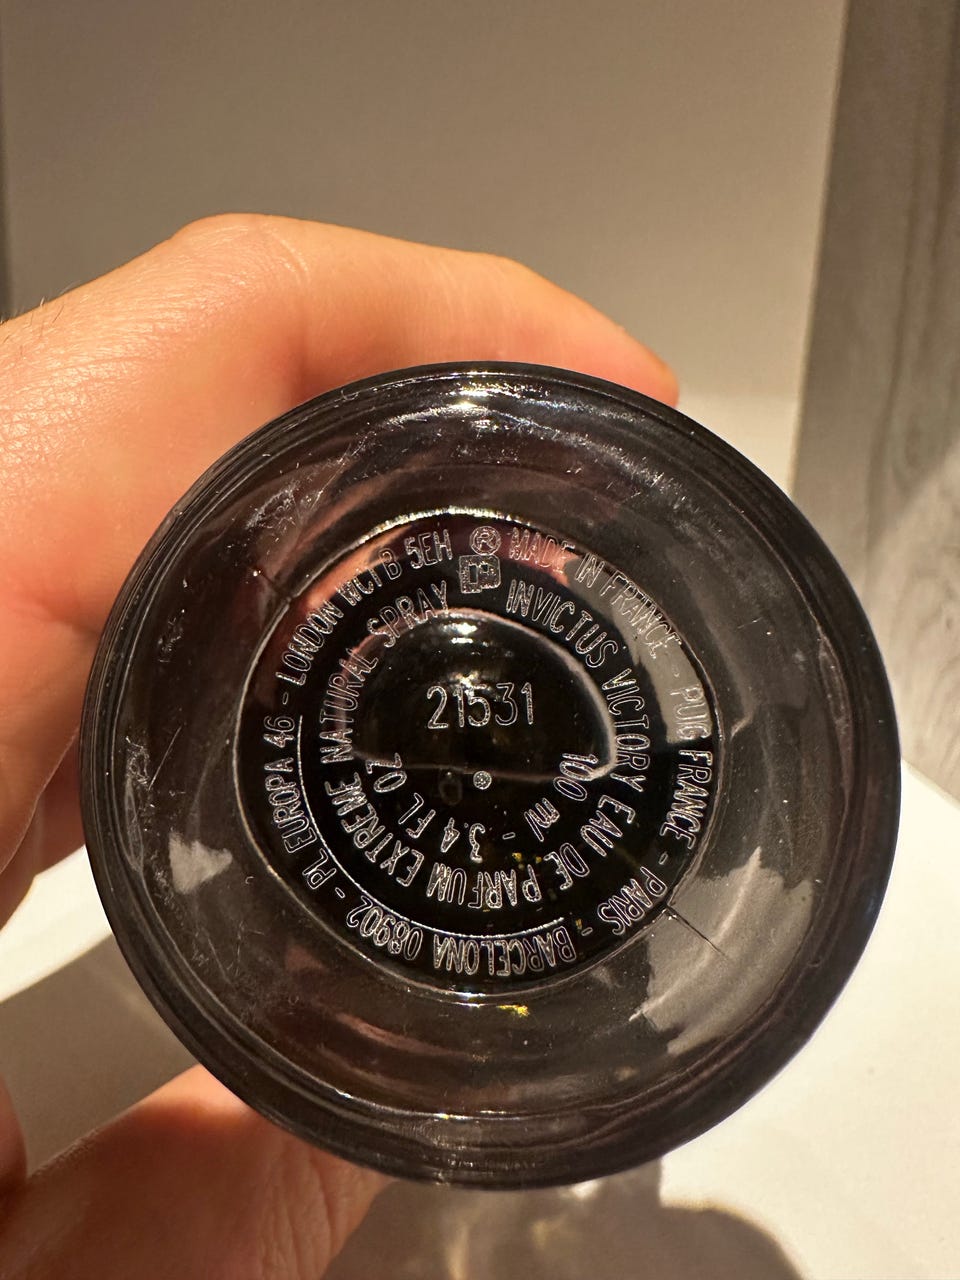 ® MADE IN FRANCE - PUIG FRANCE - PARIS - BARCELONA 08902 - PL EUROPA 46 - LONDON WC1B 5EH
INVICTUS VICTORY EAU DE PARFUM EXTREME NATURAL SPRAY
100 ml - 3.4 FL OZ
21531